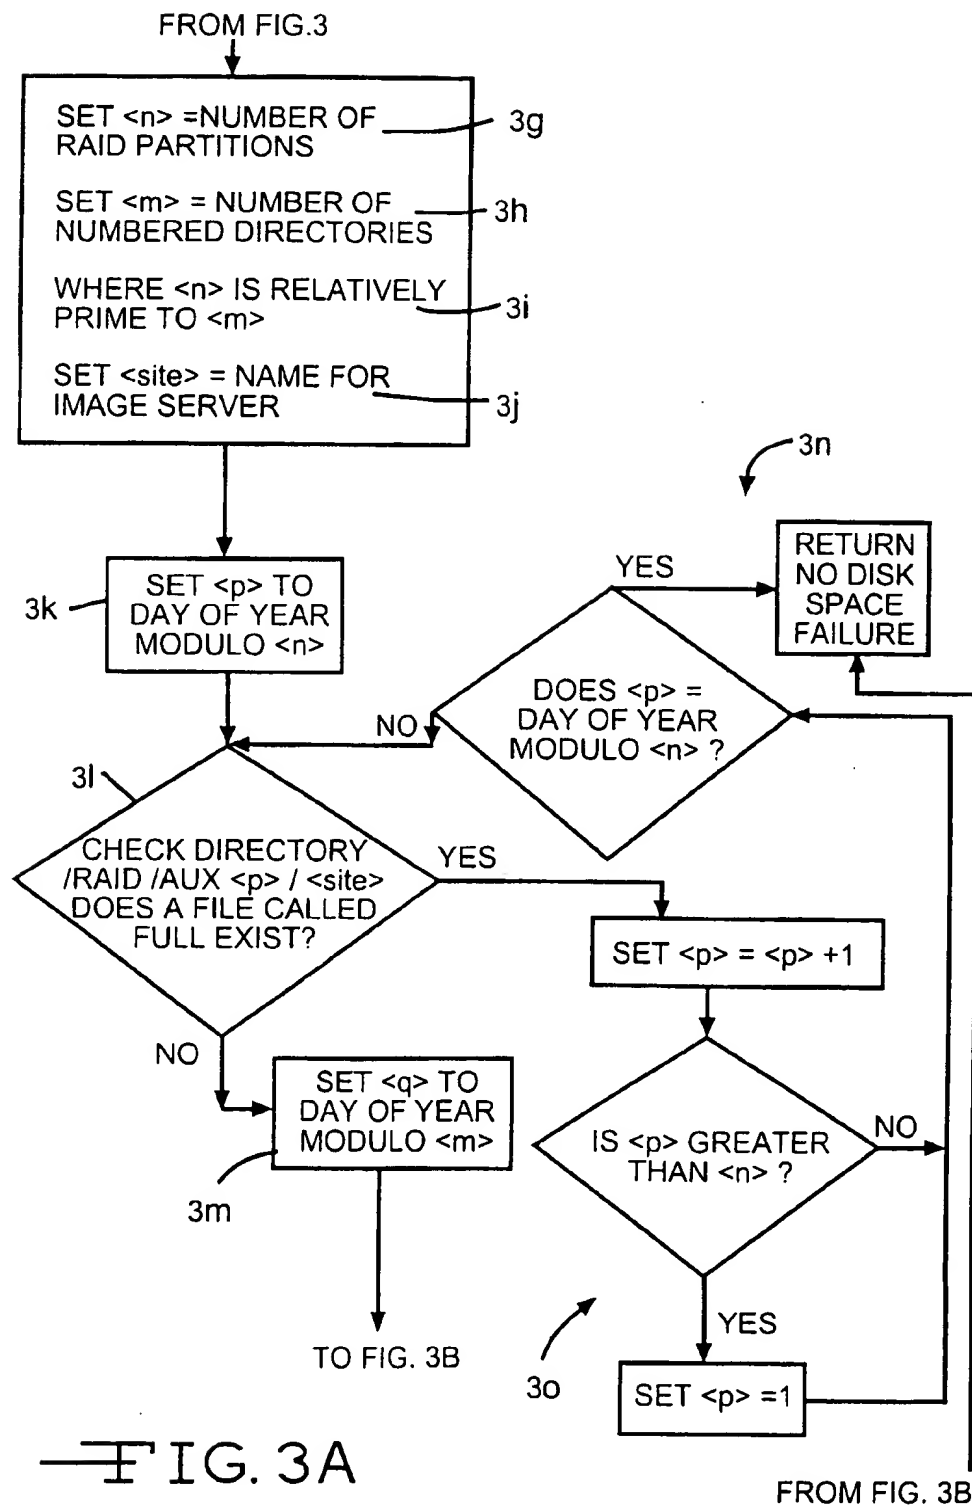 FROM FIG.3
SET <n> =NUMBER OF
RAID PARTITIONS
3g
SET <m> = NUMBER OF
NUMBERED DIRECTORIES
3h
WHERE <n> IS RELATIVELY
PRIME TO <m>
3i
SET <site> = NAME FOR
IMAGE SERVER
3j
3n
RETURN
NO DISK
SPACE
FAILURE
YES
SET <p> TO
DAY OF YEAR
MODULO <n>
3k
DOES <p> =
DAY OF YEAR
MODULO <n> ?
NO
3l
CHECK DIRECTORY
/RAID /AUX <p> / <site>
DOES A FILE CALLED
FULL EXIST?
YES
SET <p> = <p> +1
NO
SET <q> TO
DAY OF YEAR
MODULO <m>
3m
IS <p> GREATER
THAN <n> ?
NO
YES
3o
TO FIG. 3B
SET <p> =1
FIG. 3A
FROM FIG. 3B